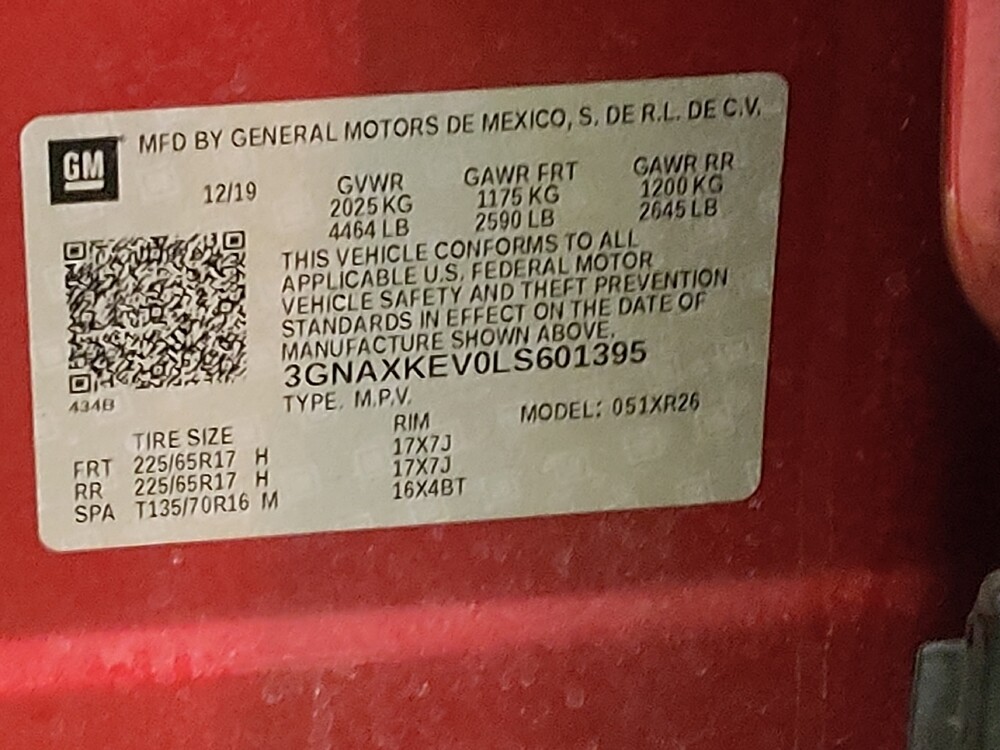 GM MFD BY GENERAL MOTORS DE MEXICO, S. DE R.L. DE C.V.
12/19 GVWR GAWR FRT GAWR RR
2025 KG 1175 KG 1200 KG
4464 LB 2590 LB 2645 LB
THIS VEHICLE CONFORMS TO ALL
APPLICABLE U.S. FEDERAL MOTOR
VEHICLE SAFETY AND THEFT PREVENTION
STANDARDS IN EFFECT ON THE DATE OF
MANUFACTURE SHOWN ABOVE.
3GNAXKEV0LS601395
434B
TYPE. M.P.V. MODEL: 051XR26
TIRE SIZE RIM
FRT 225/65R17 H 17X7J
RR 225/65R17 H 17X7J
SPA T135/70R16 M 16X4BT